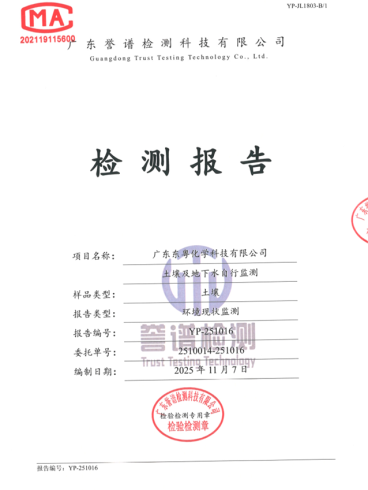 YP-JL1803-B/1
MA
202119115600
广东誉谱检测科技有限公司
Guangdong Trust Testing Technology Co., Ltd.
检测报告
项目名称： 广东东粤化学科技有限公司
土壤及地下水自行监测
样品类型： 土壤
报告类型： 环境现状监测
报告编号： YP-251016
委托单号： 2510014-251016
编制日期： 2025 年 11 月 7 日
誉谱检测
Trust Testing Technology
广东誉谱检测科技有限公司
检验检测专用章
检验检测章
报告编号：YP-251016